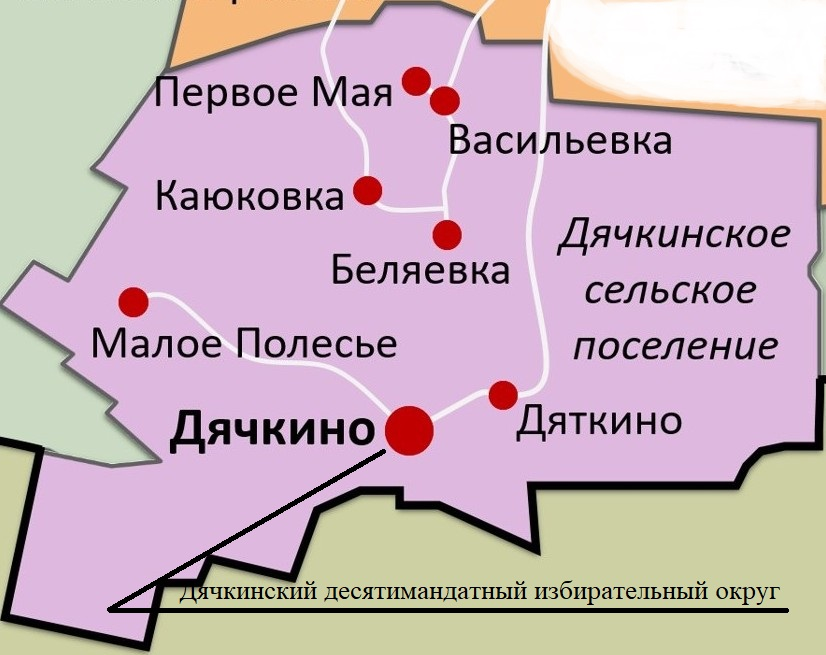 Первое Мая
Васильевка
Каюковка
Беляевка
Дячкинское
сельское
поселение
Малое Полесье
Дячкино
Дяткино
Дячкинский десятимандатный избирательный округ